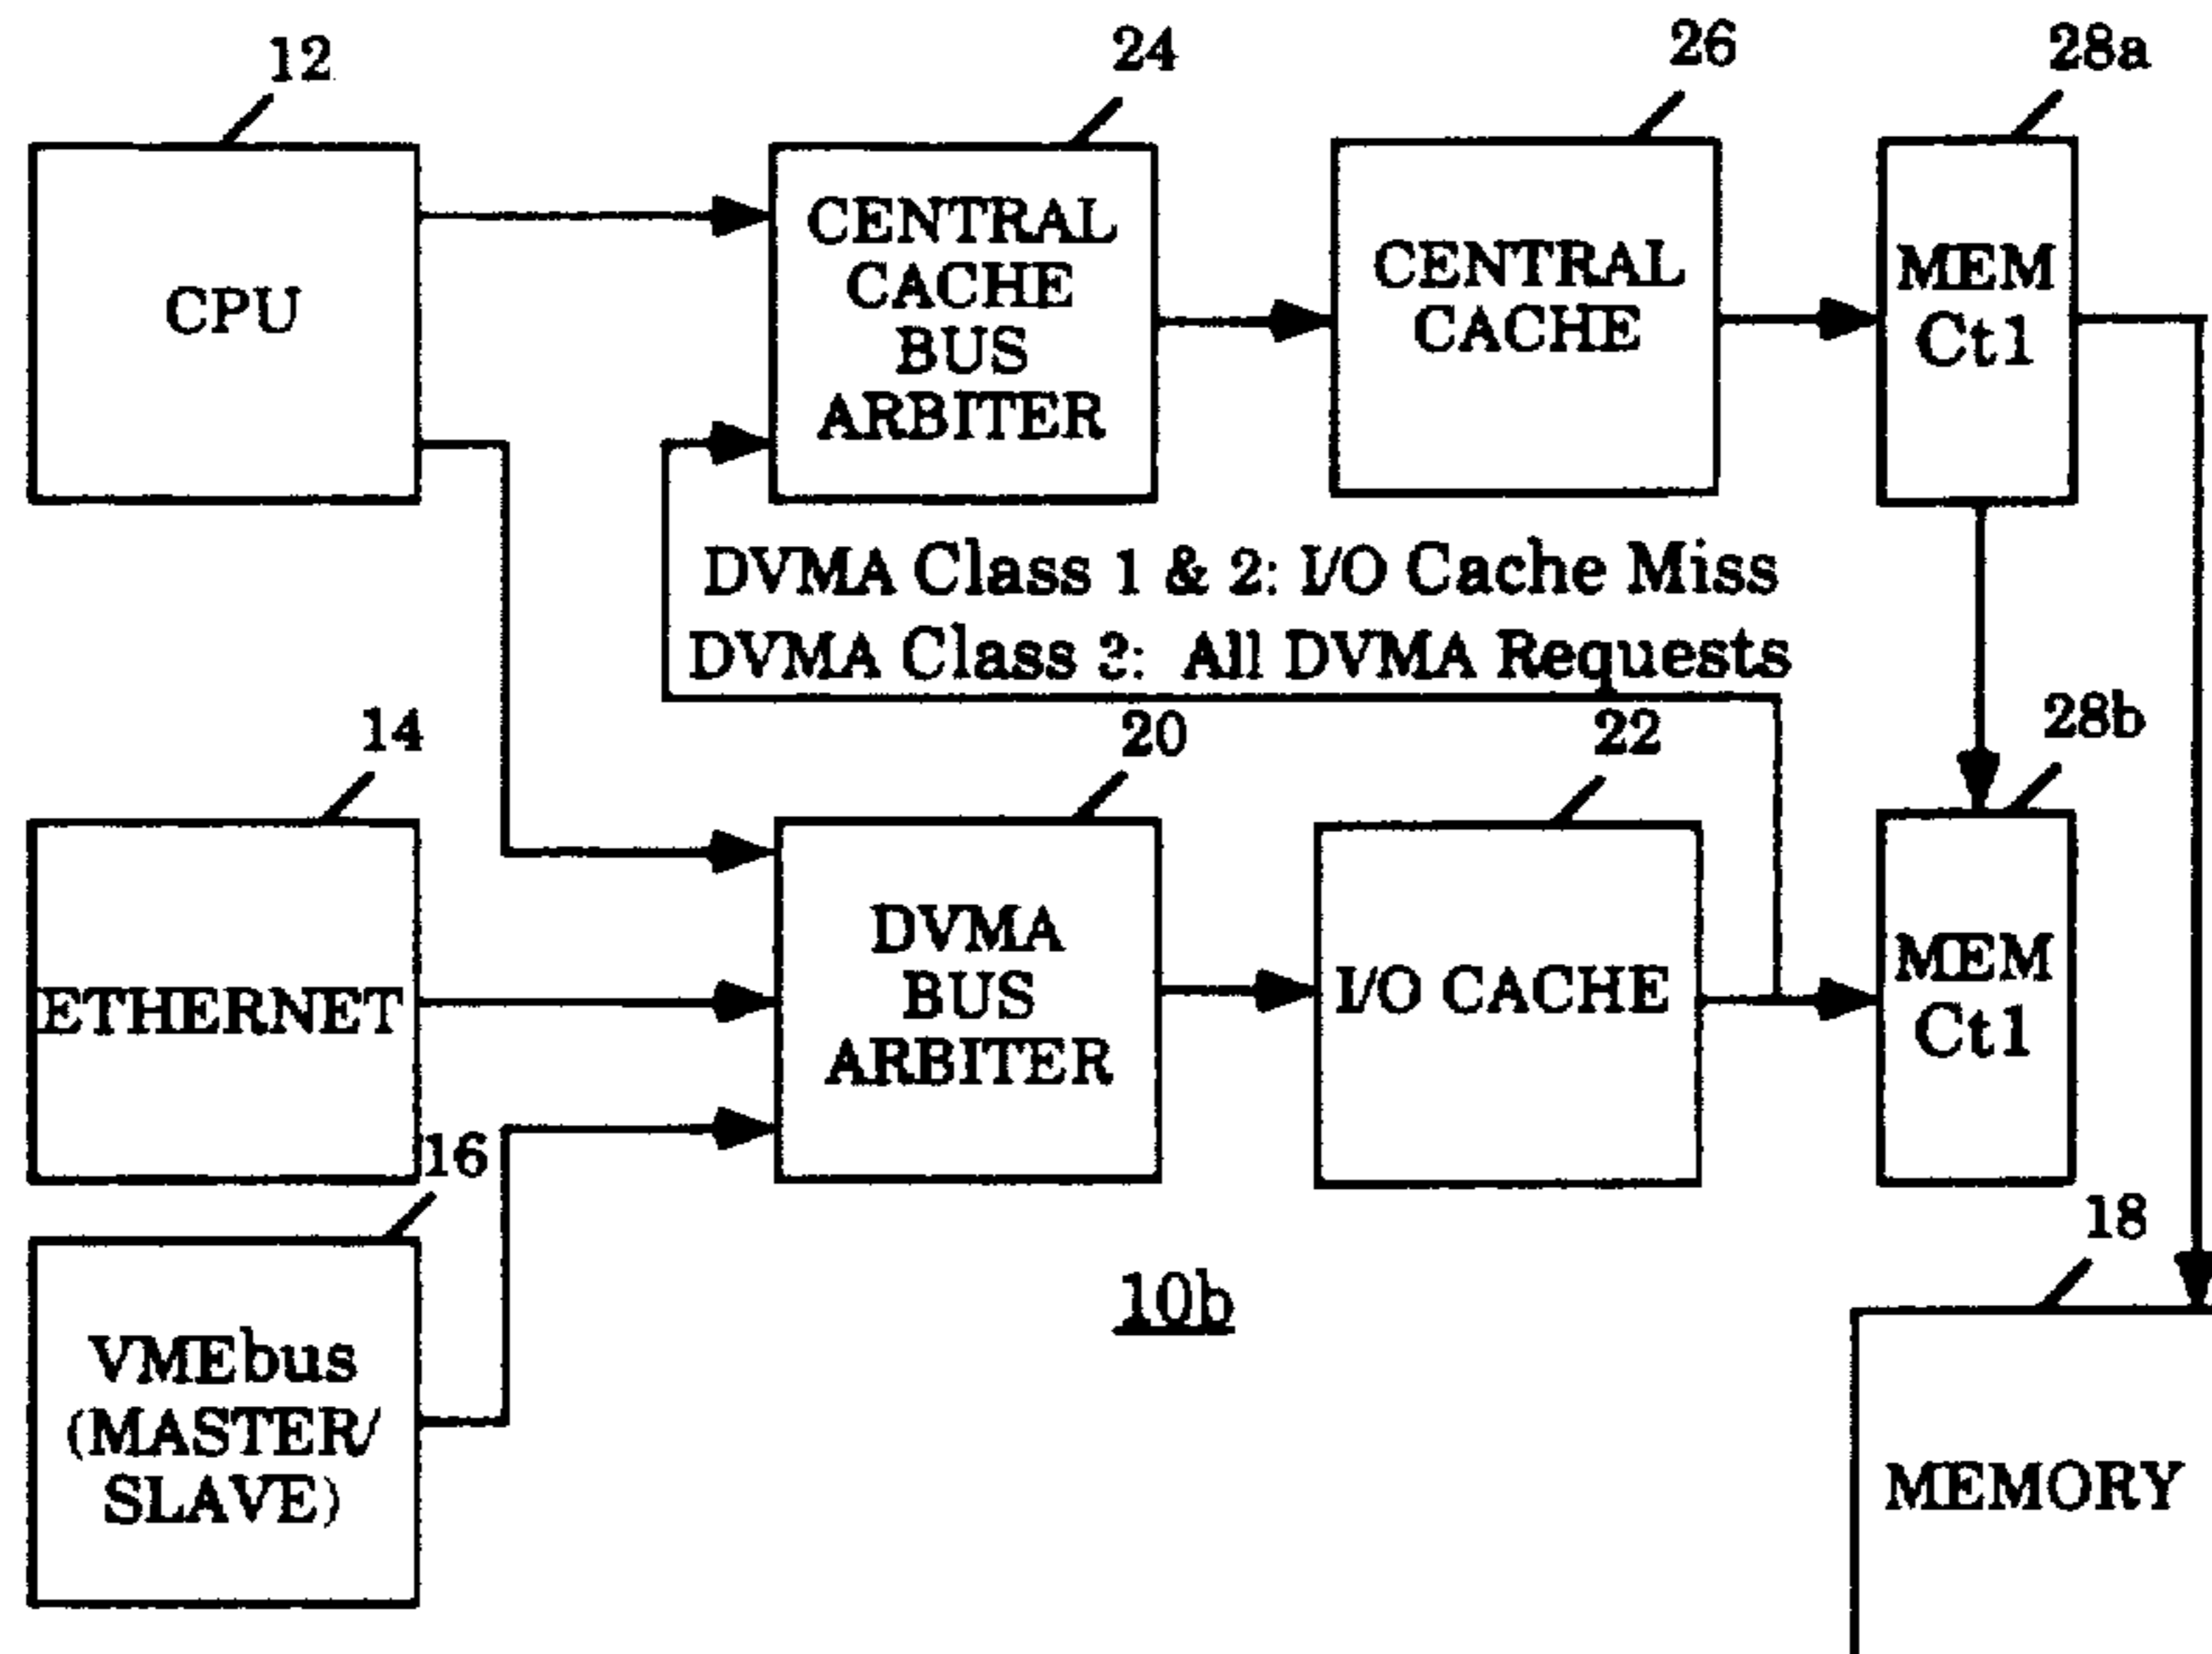 12
24
26
28a
CPU
CENTRAL
CACHE
BUS
ARBITER
CENTRAL
CACHE
MEM
Ct1
DVMA Class 1 & 2: I/O Cache Miss
DVMA Class 3: All DVMA Requests
14
20
22
28b
ETHERNET
DVMA
BUS
ARBITER
I/O CACHE
MEM
Ct1
16
18
10b
VMEbus
(MASTER/
SLAVE)
MEMORY